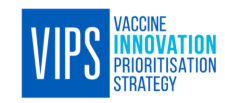 VIPS
VACCINE
INNOVATION
PRIORITISATION
STRATEGY